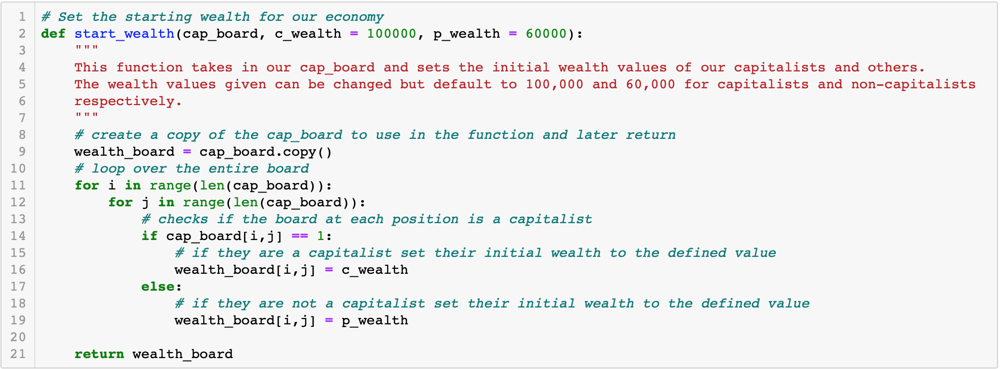 1 # Set the starting wealth for our economy
2 def start_wealth(cap_board, c_wealth = 100000, p_wealth = 60000):
3     """
4     This function takes in our cap_board and sets the initial wealth values of our capitalists and others.
5     The wealth values given can be changed but default to 100,000 and 60,000 for capitalists and non-capitalists
6     respectively.
7     """
8     # create a copy of the cap_board to use in the function and later return
9     wealth_board = cap_board.copy()
10     # loop over the entire board
11     for i in range(len(cap_board)):
12         for j in range(len(cap_board)):
13             # checks if the board at each position is a capitalist
14             if cap_board[i,j] == 1:
15                 # if they are a capitalist set their initial wealth to the defined value
16                 wealth_board[i,j] = c_wealth
17             else:
18                 # if they are not a capitalist set their initial wealth to the defined value
19                 wealth_board[i,j] = p_wealth
20
21     return wealth_board